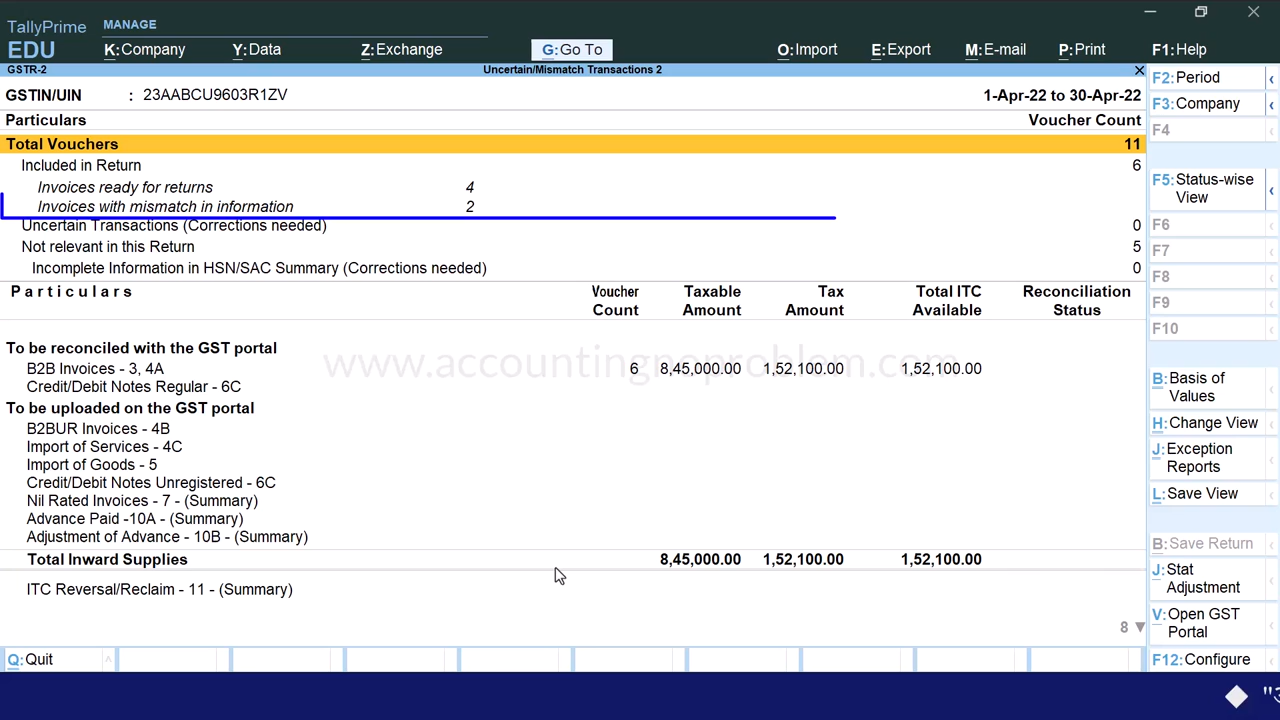 TallyPrime
EDU
MANAGE
K:Company Y:Data Z:Exchange G:Go To O:Import E:Export M:E-mail P:Print F1:Help
GSTR-2 Uncertain/Mismatch Transactions 2
GSTIN/UIN : 23AABCU9603R1ZV 1-Apr-22 to 30-Apr-22
Particulars Voucher Count
Total Vouchers 11
Included in Return 6
Invoices ready for returns 4
Invoices with mismatch in information 2
Uncertain Transactions (Corrections needed) 0
Not relevant in this Return 5
Incomplete Information in HSN/SAC Summary (Corrections needed) 0
Particulars Voucher Taxable Tax Total ITC Reconciliation
Count Amount Amount Available Status
To be reconciled with the GST portal
www.accountingnoproblem.com
B2B Invoices - 3, 4A 6 8,45,000.00 1,52,100.00 1,52,100.00
Credit/Debit Notes Regular - 6C
To be uploaded on the GST portal
B2BUR Invoices - 4B
Import of Services - 4C
Import of Goods - 5
Credit/Debit Notes Unregistered - 6C
Nil Rated Invoices - 7 - (Summary)
Advance Paid -10A - (Summary)
Adjustment of Advance - 10B - (Summary)
Total Inward Supplies 8,45,000.00 1,52,100.00 1,52,100.00
ITC Reversal/Reclaim - 11 - (Summary)
8
F2:Period
F3:Company
F4
F5:Status-wise
View
F6
F7
F8
F9
F10
B:Basis of
Values
H:Change View
J:Exception
Reports
L:Save View
B:Save Return
J:Stat
Adjustment
V:Open GST
Portal
Q:Quit F12:Configure